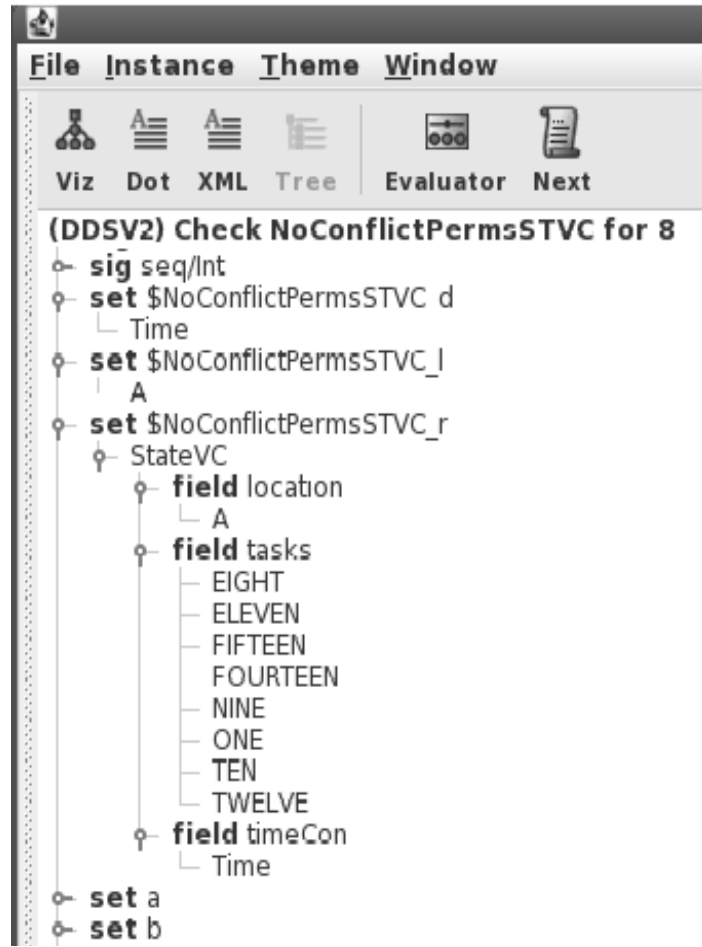 File Instance Theme Window
Viz Dot XML Tree Evaluator Next
(DDSV2) Check NoConflictPermsSTVC for 8
sig seq/Int
set $NoConflictPermsSTVC_d
Time
set $NoConflictPermsSTVC_l
A
set $NoConflictPermsSTVC_r
StateVC
field location
A
field tasks
EIGHT
ELEVEN
FIFTEEN
FOURTEEN
NINE
ONE
TEN
TWELVE
field timeCon
Time
set a
set b